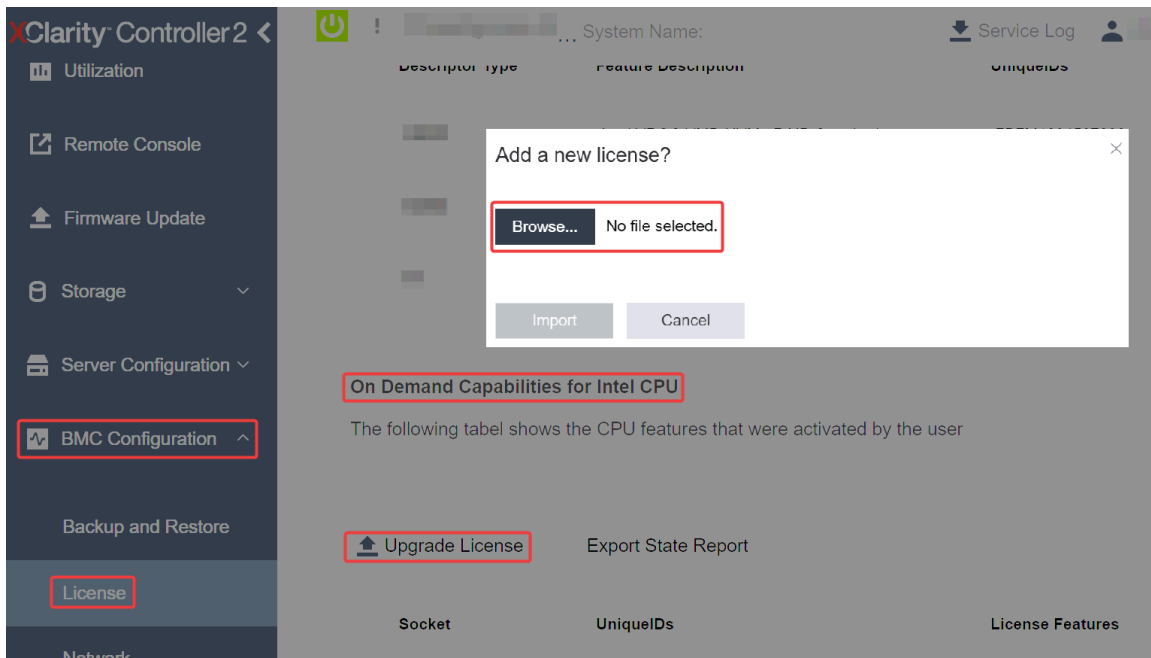 XClarity™ Controller 2
Utilization
Remote Console
Firmware Update
Storage
Server Configuration
BMC Configuration
Backup and Restore
License
Network
! ... System Name:
Service Log
Descriptor Type Feature Description UniqueIDs
Add a new license?
Browse... No file selected.
Import Cancel
On Demand Capabilities for Intel CPU
The following tabel shows the CPU features that were activated by the user
Upgrade License Export State Report
Socket UniqueIDs License Features